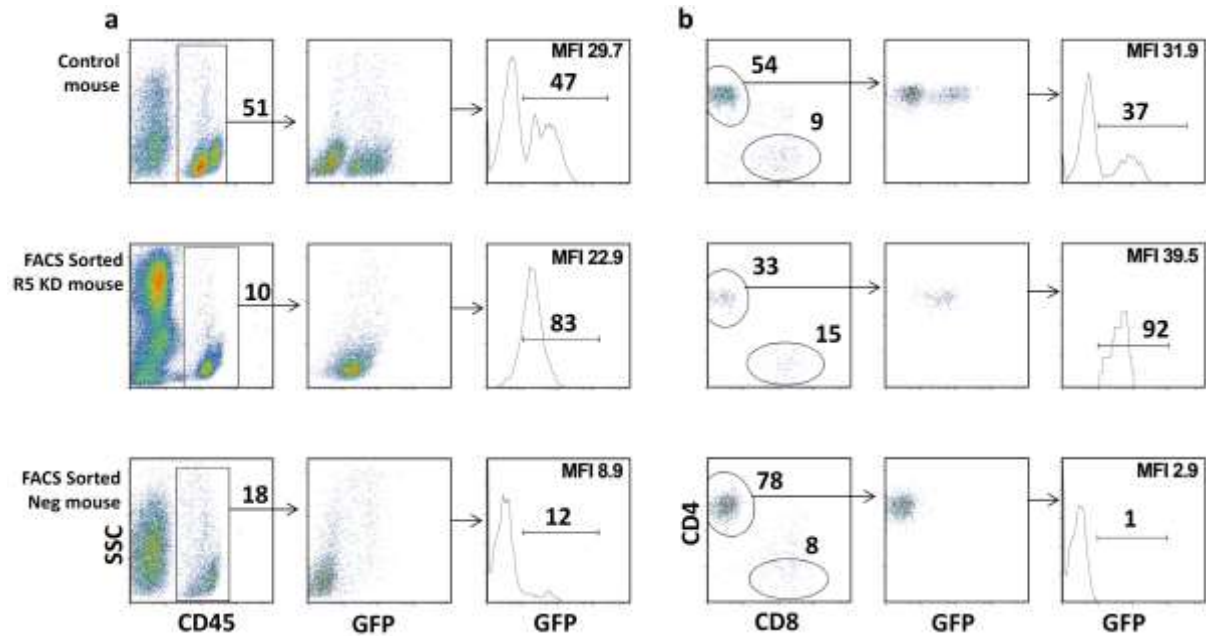 a
b
Control mouse
51
MFI 29.7
47
54
9
MFI 31.9
37
FACS Sorted
R5 KD mouse
10
MFI 22.9
83
33
15
MFI 39.5
92
FACS Sorted
Neg mouse
18
MFI 8.9
12
78
8
MFI 2.9
1
SSC
CD4
CD45
GFP
GFP
CD8
GFP
GFP